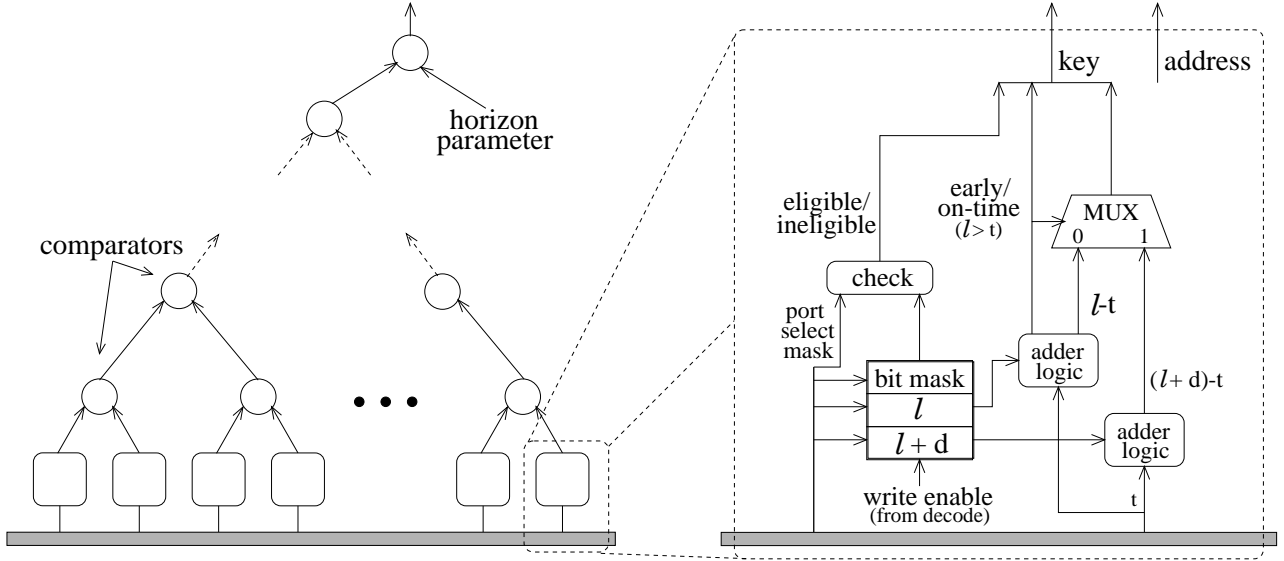 horizon
parameter
comparators
key
address
eligible/
ineligible
early/
on-time
(l > t)
MUX
0 1
check
port
select
mask
l-t
adder
logic
bit mask
l
l + d
(l + d)-t
adder
logic
write enable
(from decode)
t